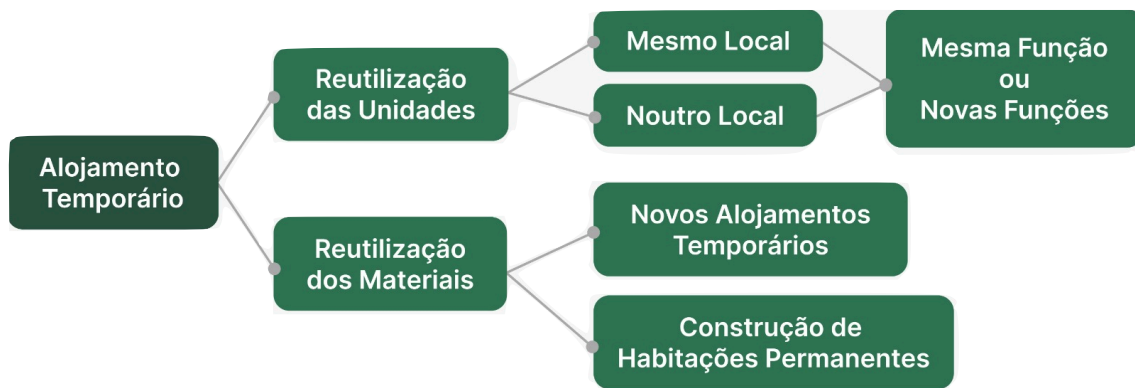 Alojamento
Temporário
Reutilização
das Unidades
Mesmo Local
Noutro Local
Mesma Função
ou
Novas Funções
Reutilização
dos Materiais
Novos Alojamentos
Temporários
Construção de
Habitações Permanentes